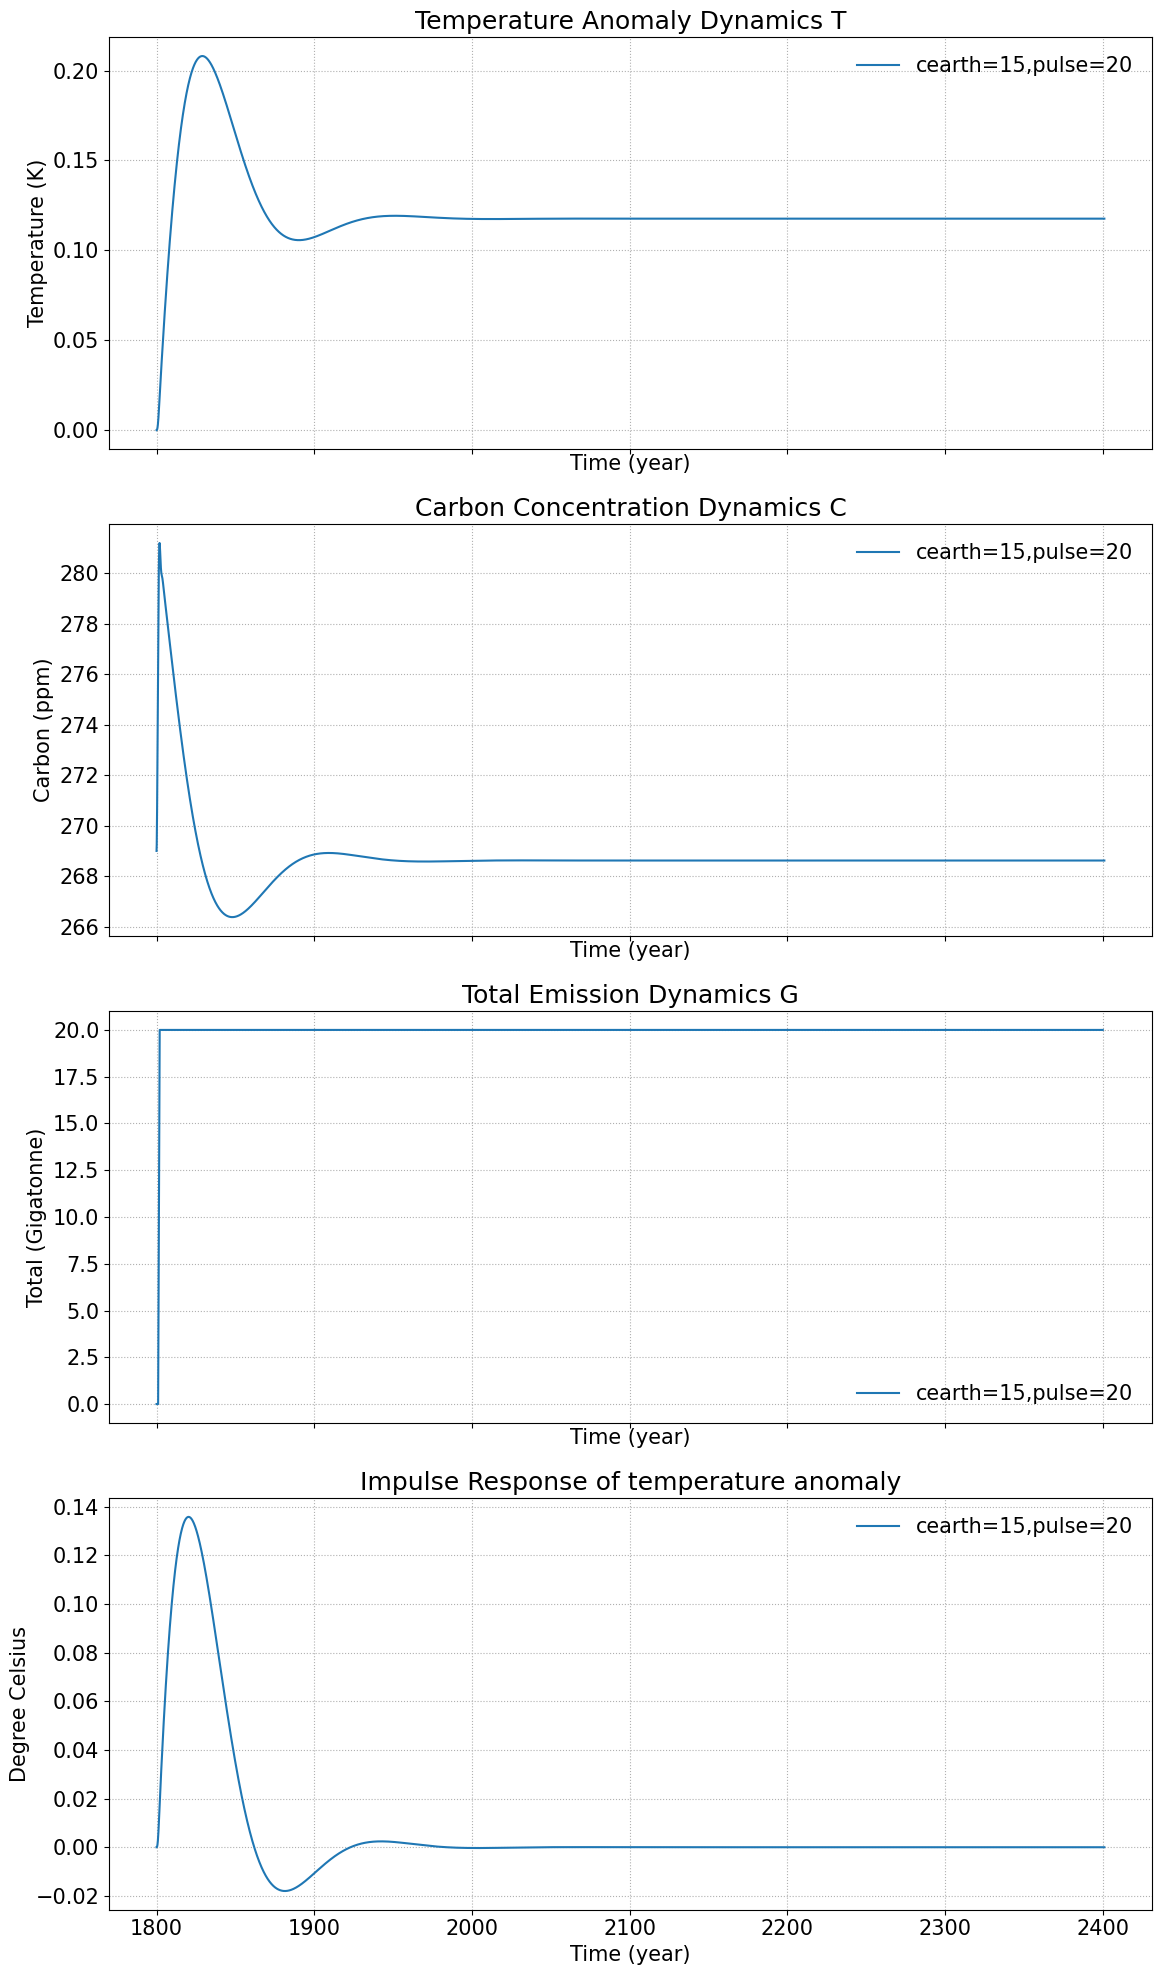 Temperature Anomaly Dynamics T
cearth=15,pulse=20
0.20
0.15
0.10
0.05
0.00
Temperature (K)
Time (year)
Carbon Concentration Dynamics C
cearth=15,pulse=20
280
278
276
274
272
270
268
266
Carbon (ppm)
Time (year)
Total Emission Dynamics G
20.0
17.5
15.0
12.5
10.0
7.5
5.0
2.5
0.0
Total (Gigatonne)
cearth=15,pulse=20
Time (year)
Impulse Response of temperature anomaly
cearth=15,pulse=20
0.14
0.12
0.10
0.08
0.06
0.04
0.02
0.00
−0.02
Degree Celsius
1800 1900 2000 2100 2200 2300 2400
Time (year)